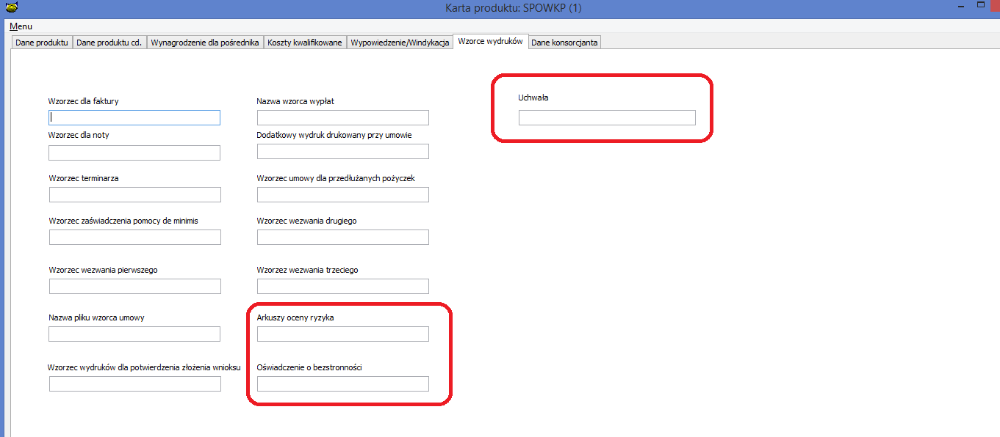 Karta produktu: SPOWKP (1)
Menu
Dane produktu Dane produktu cd. Wynagrodzenie dla pośrednika Koszty kwalifikowane Wypowiedzenie/Windykacja Wzorce wydruków Dane konsorcjanta
Wzorzec dla faktury
Nazwa wzorca wypłat
Uchwała
Wzorzec dla noty
Dodatkowy wydruk drukowany przy umowie
Wzorzec terminarza
Wzorzec umowy dla przedłużanych pożyczek
Wzorzec zaświadczenia pomocy de minimis
Wzorzec wezwania drugiego
Wzorzec wezwania pierwszego
Wzorzez wezwania trzeciego
Nazwa pliku wzorca umowy
Arkuszy oceny ryzyka
Wzorzec wydruków dla potwierdzenia złożenia wnioksu
Oświadczenie o bezstronności